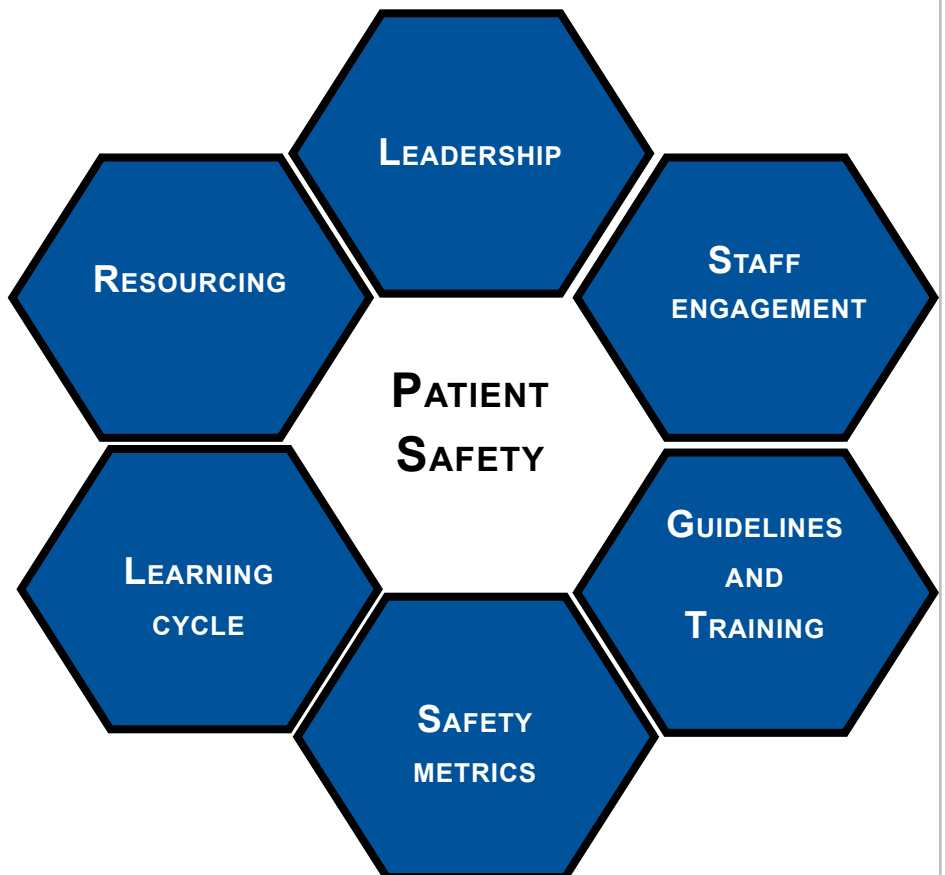 LEADERSHIP
RESOURCING
STAFF
ENGAGEMENT
PATIENT
SAFETY
GUIDELINES
AND
TRAINING
LEARNING
CYCLE
SAFETY
METRICS